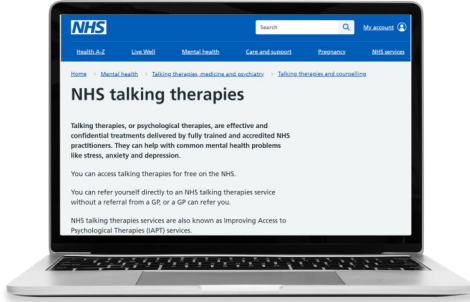 NHS
Search
My account
Health A-Z Live Well Mental health Care and support Pregnancy NHS services
Home > Mental health > Talking therapies, medicine and psychiatry > Talking therapies and counselling
NHS talking therapies
Talking therapies, or psychological therapies, are effective and
confidential treatments delivered by fully trained and accredited NHS
practitioners. They can help with common mental health problems
like stress, anxiety and depression.
You can access talking therapies for free on the NHS.
You can refer yourself directly to an NHS talking therapies service
without a referral from a GP, or a GP can refer you.
NHS talking therapies services are also known as Improving Access to
Psychological Therapies (IAPT) services.